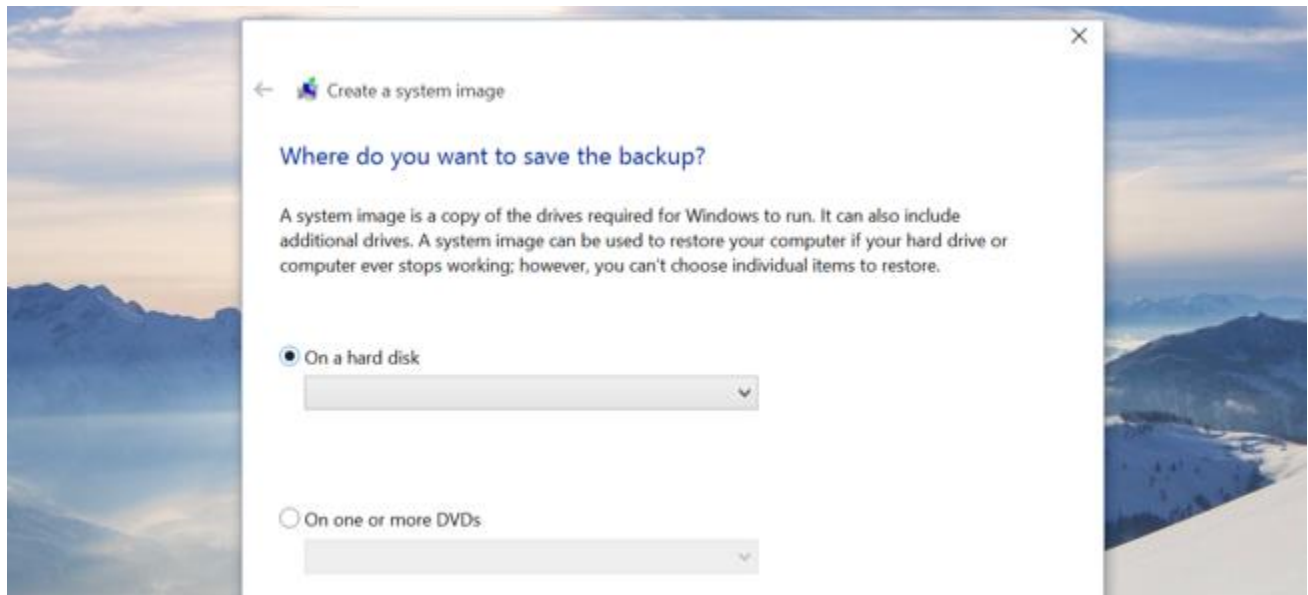 Create a system image
Where do you want to save the backup?
A system image is a copy of the drives required for Windows to run. It can also include
additional drives. A system image can be used to restore your computer if your hard drive or
computer ever stops working; however, you can't choose individual items to restore.
On a hard disk
On one or more DVDs